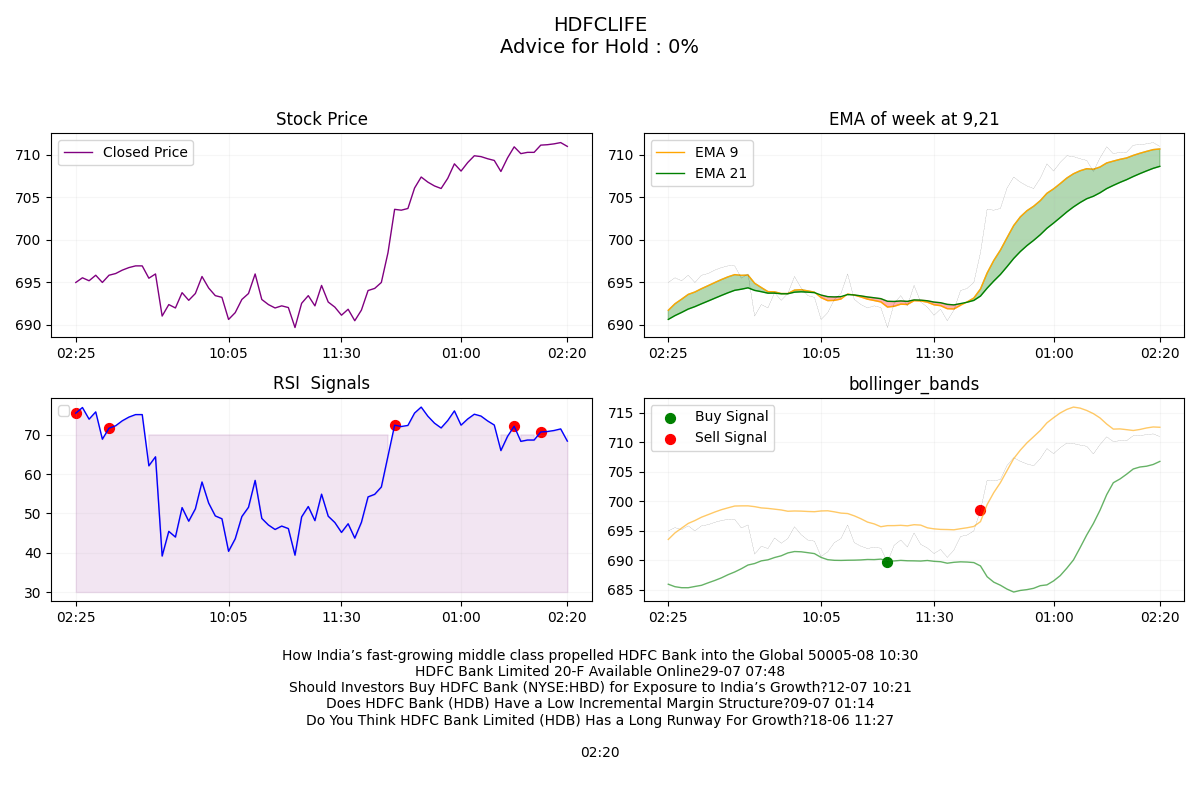 HDFCLIFE
Advice for Hold : 0%
Stock Price
Closed Price
710
705
700
695
690
02:25 10:05 11:30 01:00 02:20
EMA of week at 9,21
EMA 9
EMA 21
710
705
700
695
690
02:25 10:05 11:30 01:00 02:20
RSI  Signals
70
60
50
40
30
02:25 10:05 11:30 01:00 02:20
bollinger_bands
Buy Signal
Sell Signal
715
710
705
700
695
690
685
02:25 10:05 11:30 01:00 02:20
How India’s fast-growing middle class propelled HDFC Bank into the Global 50005-08 10:30
HDFC Bank Limited 20-F Available Online29-07 07:48
Should Investors Buy HDFC Bank (NYSE:HBD) for Exposure to India’s Growth?12-07 10:21
Does HDFC Bank (HDB) Have a Low Incremental Margin Structure?09-07 01:14
Do You Think HDFC Bank Limited (HDB) Has a Long Runway For Growth?18-06 11:27
02:20